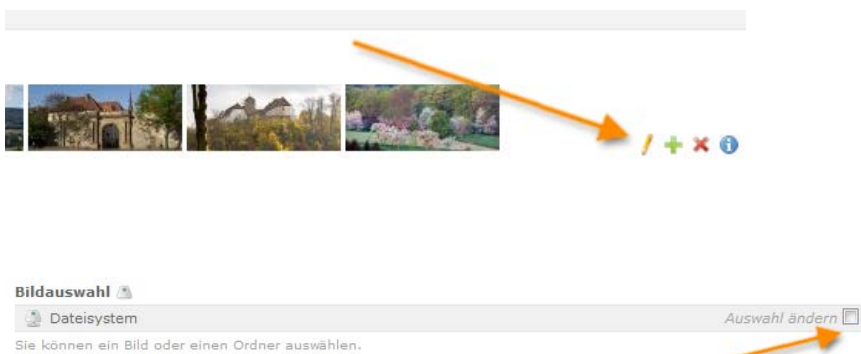 Bildauswahl
Dateisystem
Auswahl ändern
Sie können ein Bild oder einen Ordner auswählen.